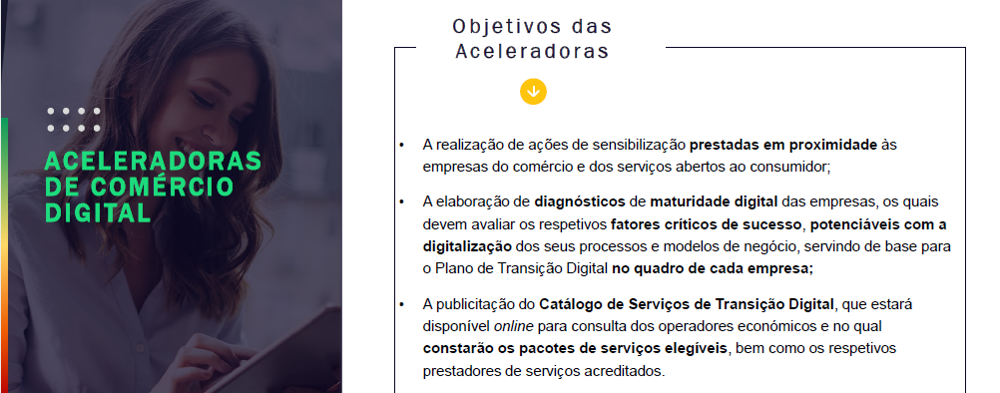 ACELERADORAS
DE COMÉRCIO
DIGITAL
Objetivos das
Aceleradoras
• A realização de ações de sensibilização prestadas em proximidade às
empresas do comércio e dos serviços abertos ao consumidor;
• A elaboração de diagnósticos de maturidade digital das empresas, os quais
devem avaliar os respetivos fatores críticos de sucesso, potenciáveis com a
digitalização dos seus processos e modelos de negócio, servindo de base para
o Plano de Transição Digital no quadro de cada empresa;
• A publicitação do Catálogo de Serviços de Transição Digital, que estará
disponível online para consulta dos operadores económicos e no qual
constarão os pacotes de serviços elegíveis, bem como os respetivos
prestadores de serviços acreditados.